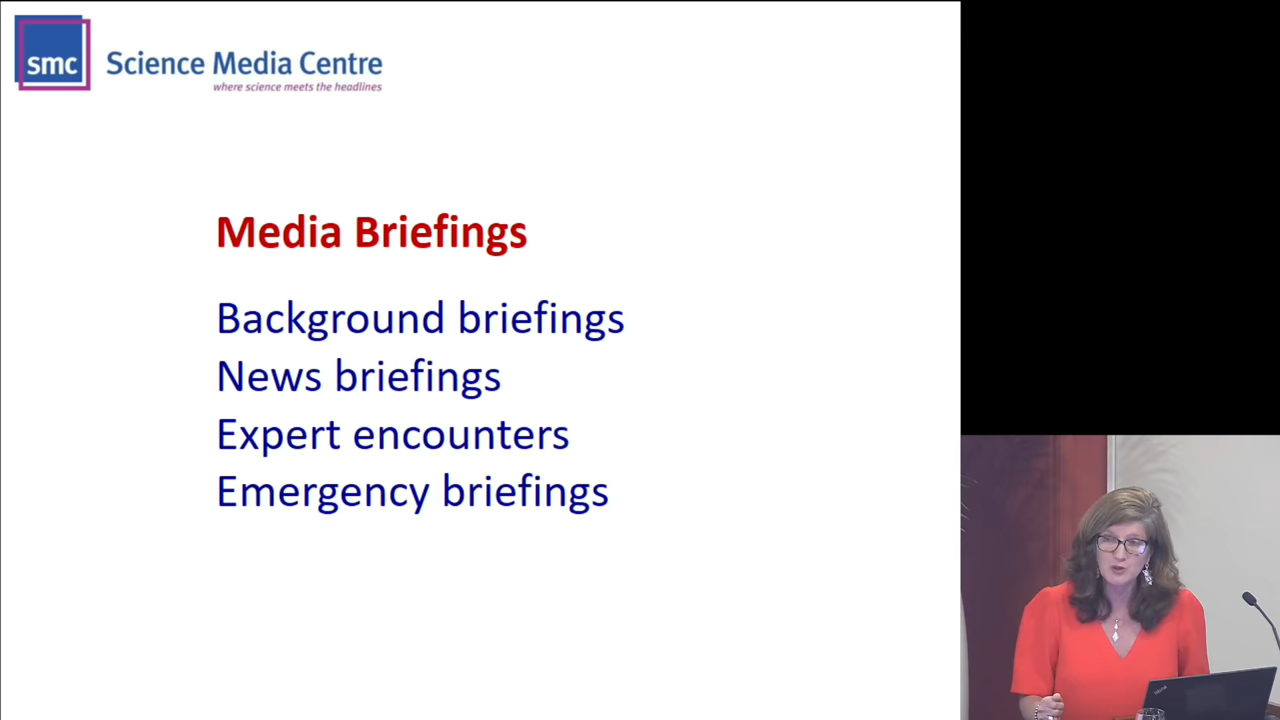 smc
Science Media Centre
where science meets the headlines
Media Briefings
Background briefings
News briefings
Expert encounters
Emergency briefings